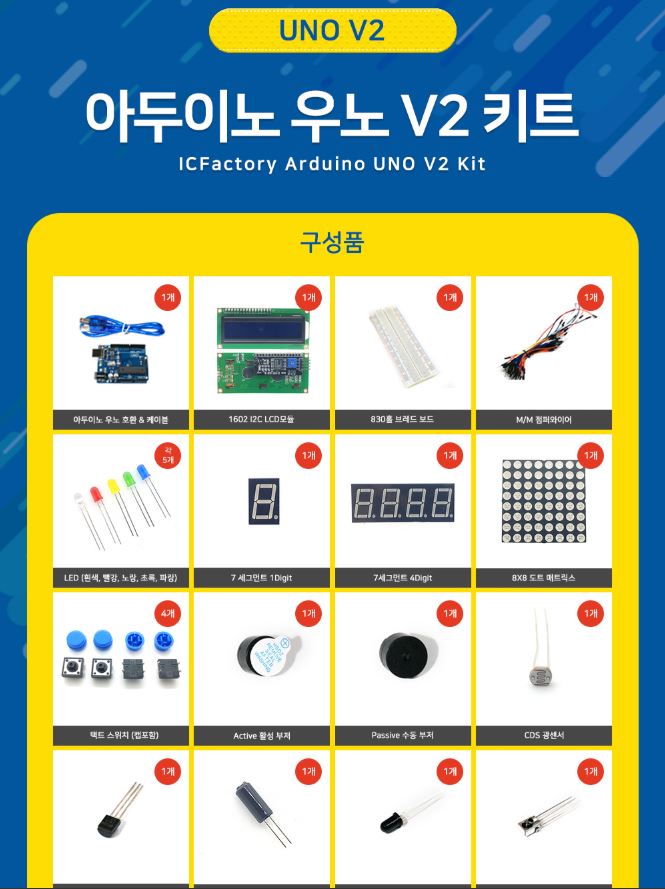 UNO V2
아두이노 우노 V2 키트
ICFactory Arduino UNO V2 Kit
구성품
1개
1개
1개
1개
아두이노 우노 호환 & 케이블
1602 I2C LCD모듈
830홀 브레드 보드
M/M 점퍼와이어
각
5개
1개
1개
1개
LED (흰색, 빨강, 노랑, 초록, 파랑)
7 세그먼트 1Digit
7세그먼트 4Digit
8X8 도트 매트릭스
4개
1개
1개
1개
택트 스위치 (캡포함)
Active 활성 부저
Passive 수동 부저
CDS 광센서
1개
1개
1개
1개